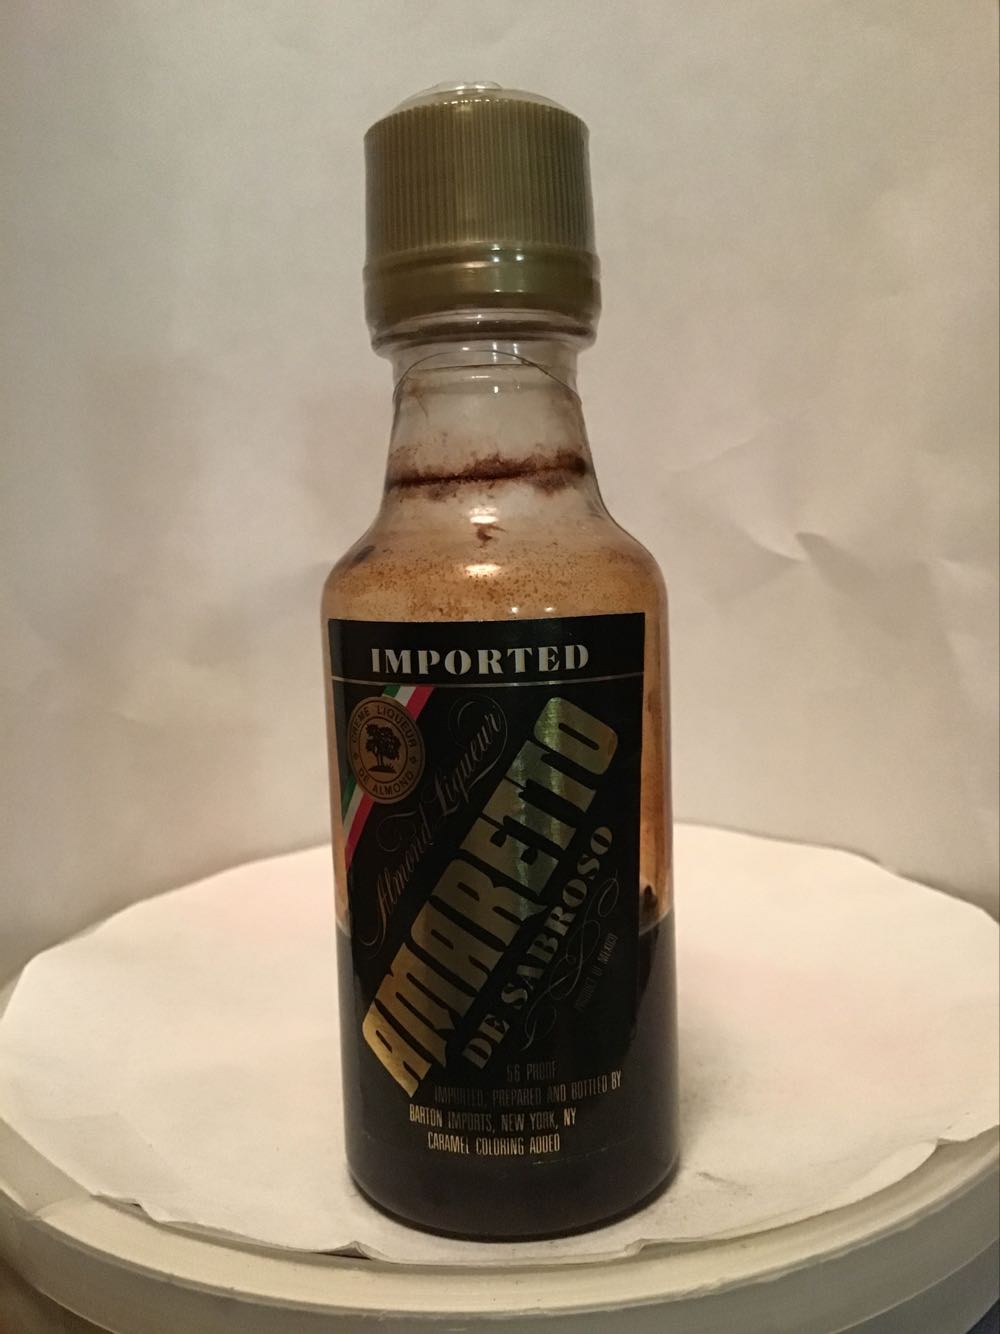 IMPORTED
CREME LIQUEUR
DE ALMOND
Almond Liqueur
AMARETTO
DE SABROSO
PRODUCT OF MEXICO
56 PROOF
IMPORTED, PREPARED AND BOTTLED BY
BARTON IMPORTS, NEW YORK, NY
CARAMEL COLORING ADDED